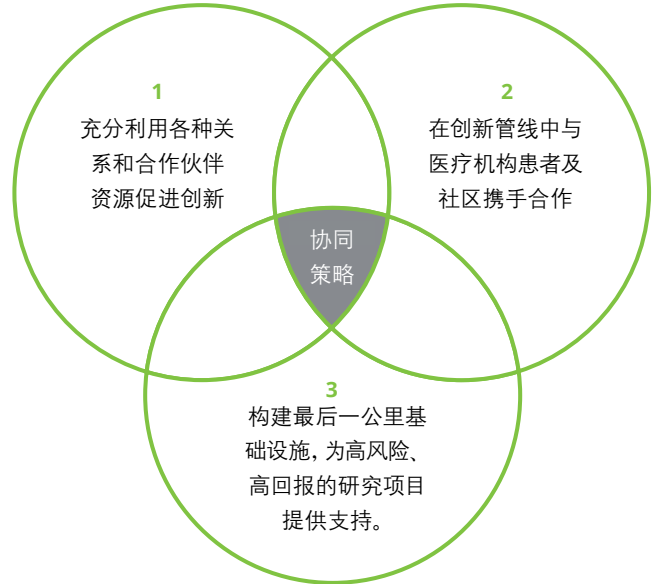 1
充分利用各种关
系和合作伙伴
资源促进创新
2
在创新管线中与
医疗机构患者及
社区携手合作
协同
策略
3
构建最后一公里基
础设施，为高风险、
高回报的研究项目
提供支持。